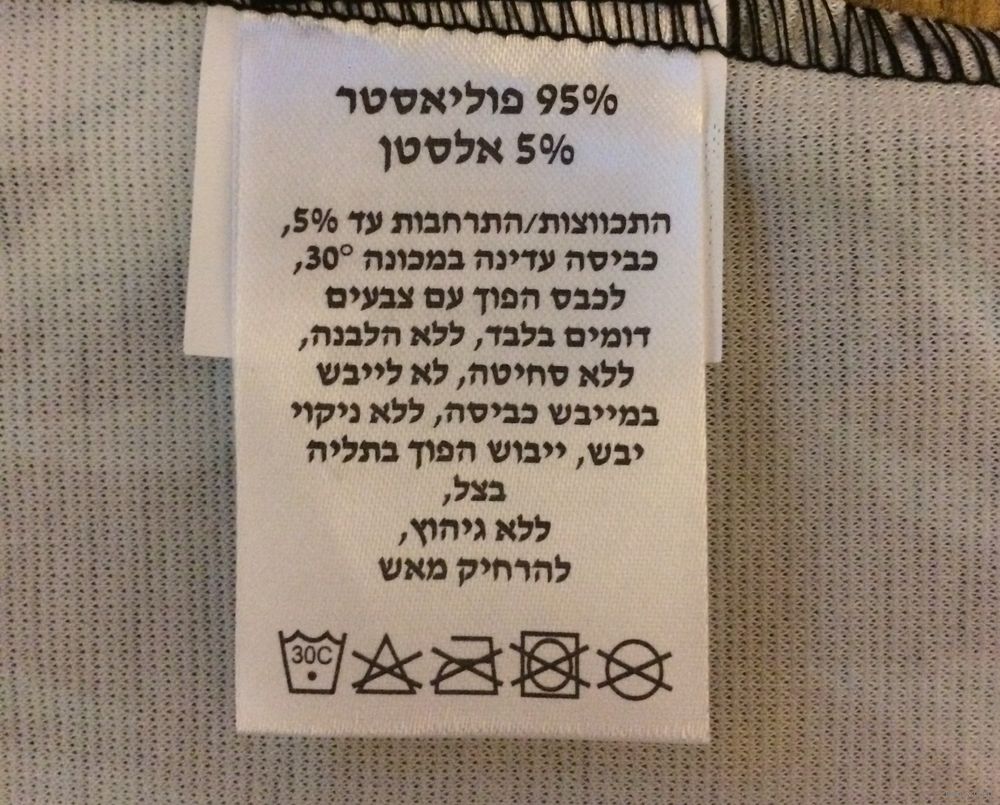 95% פוליאסטר
5% אלסטן
התכווצות/התרחבות עד 5%,
כביסה עדינה במכונה 30°,
לכבס הפוך עם צבעים
דומים בלבד, ללא הלבנה,
ללא סחיטה, לא לייבש
במייבש כביסה, ללא ניקוי
יבש, ייבוש הפוך בתליה
בצל,
ללא גיהוץ,
להרחיק מאש
30C